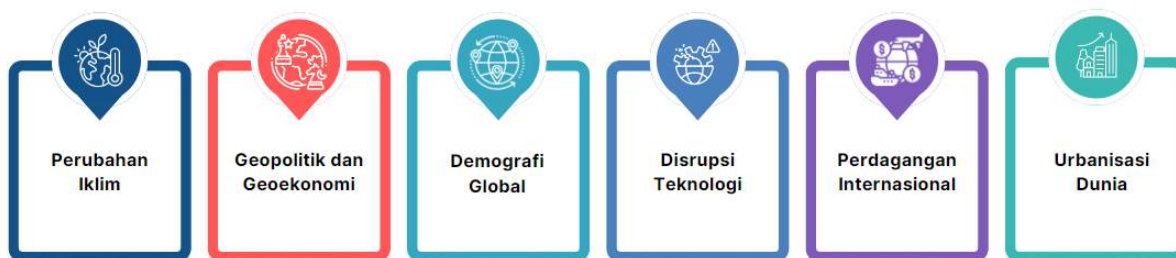 Perubahan
Iklim
Geopolitik dan
Geoekonomi
Demografi
Global
Disrupsi
Teknologi
Perdagangan
Internasional
Urbanisasi
Dunia